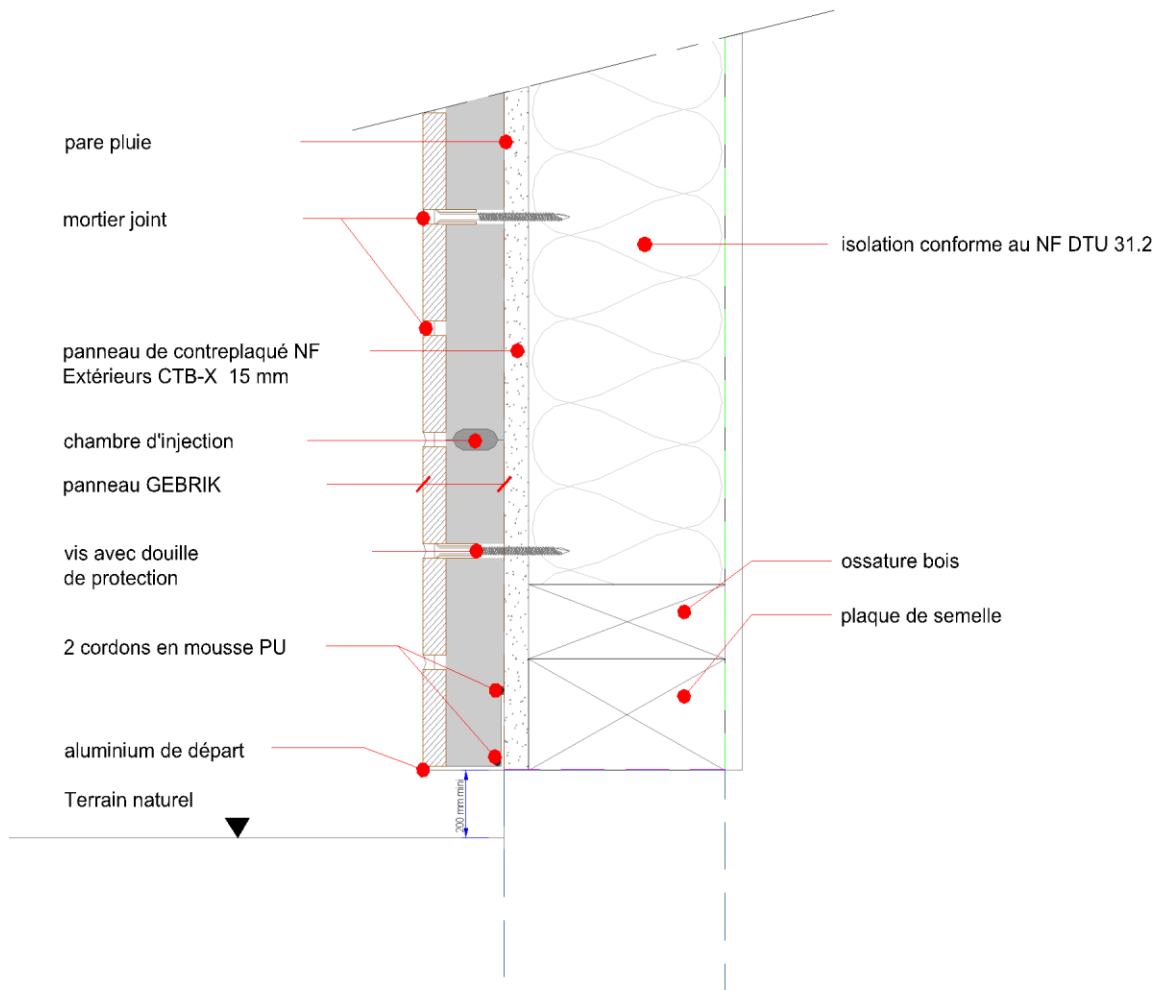 pare pluie
mortier joint
isolation conforme au NF DTU 31.2
panneau de contreplaqué NF
Extérieurs CTB-X 15 mm
chambre d'injection
panneau GEBRIK
vis avec douille
de protection
ossature bois
plaque de semelle
2 cordons en mousse PU
aluminium de départ
Terrain naturel
200 mm mini